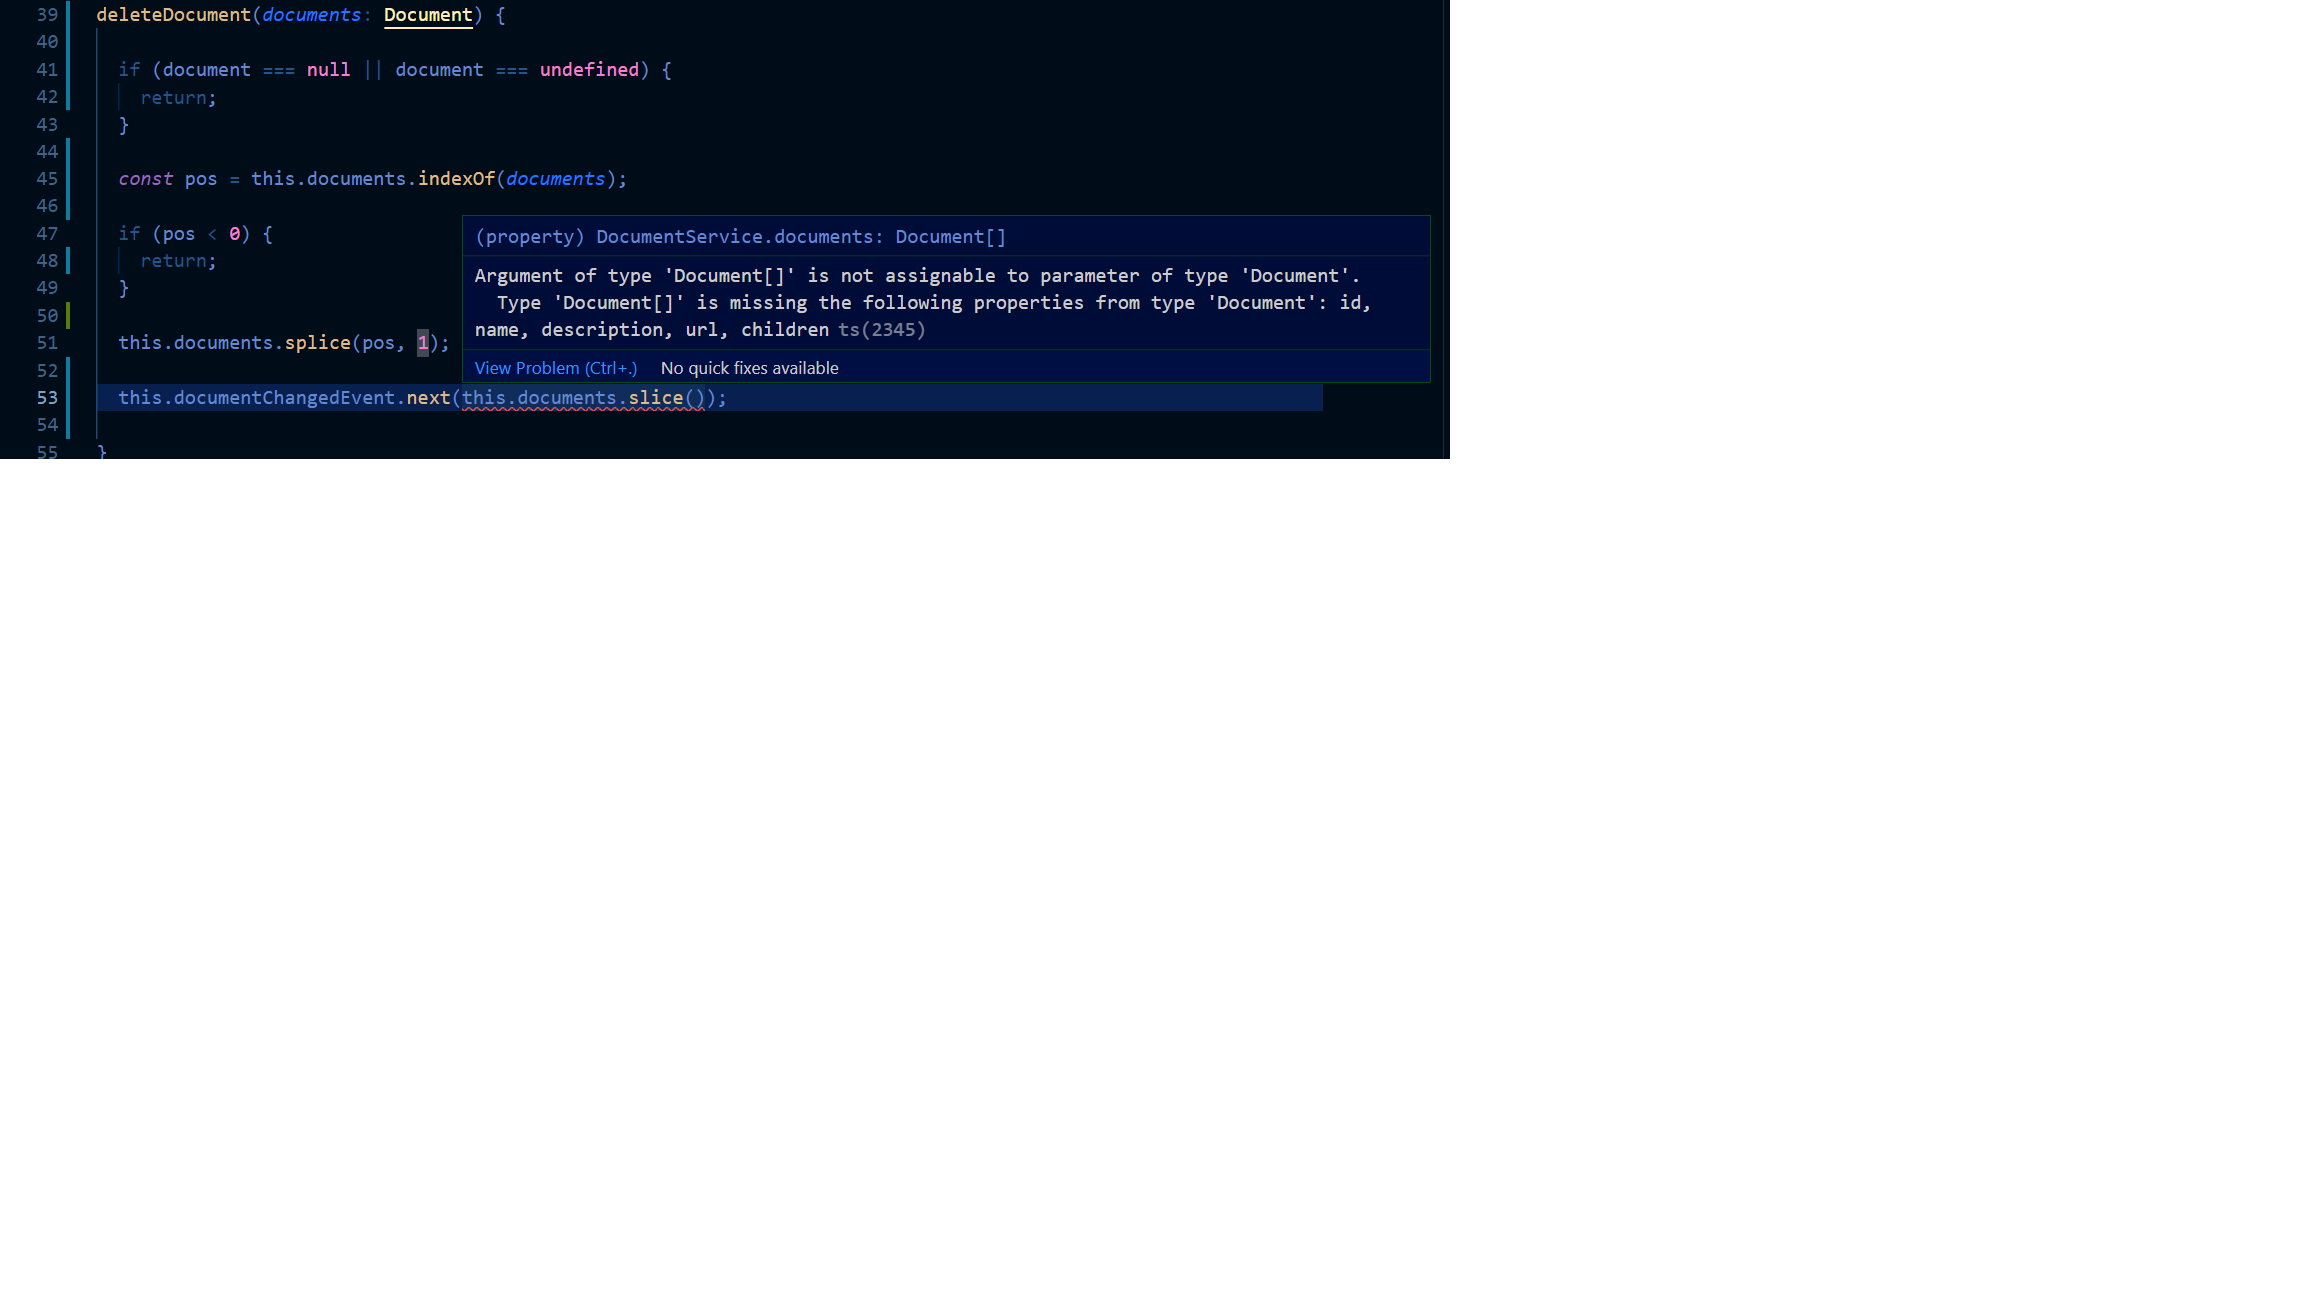 39 deleteDocument(documents: Document) {
40
41 if (document === null || document === undefined) {
42 return;
43 }
44
45 const pos = this.documents.indexOf(documents);
46
47 if (pos < 0) {
48 return;
49 }
50
51 this.documents.splice(pos, 1);
52
53 this.documentChangedEvent.next(this.documents.slice());
54
55 }
(property) DocumentService.documents: Document[]
Argument of type 'Document[]' is not assignable to parameter of type 'Document'.
Type 'Document[]' is missing the following properties from type 'Document': id,
name, description, url, children ts(2345)
View Problem (Ctrl+.) No quick fixes available